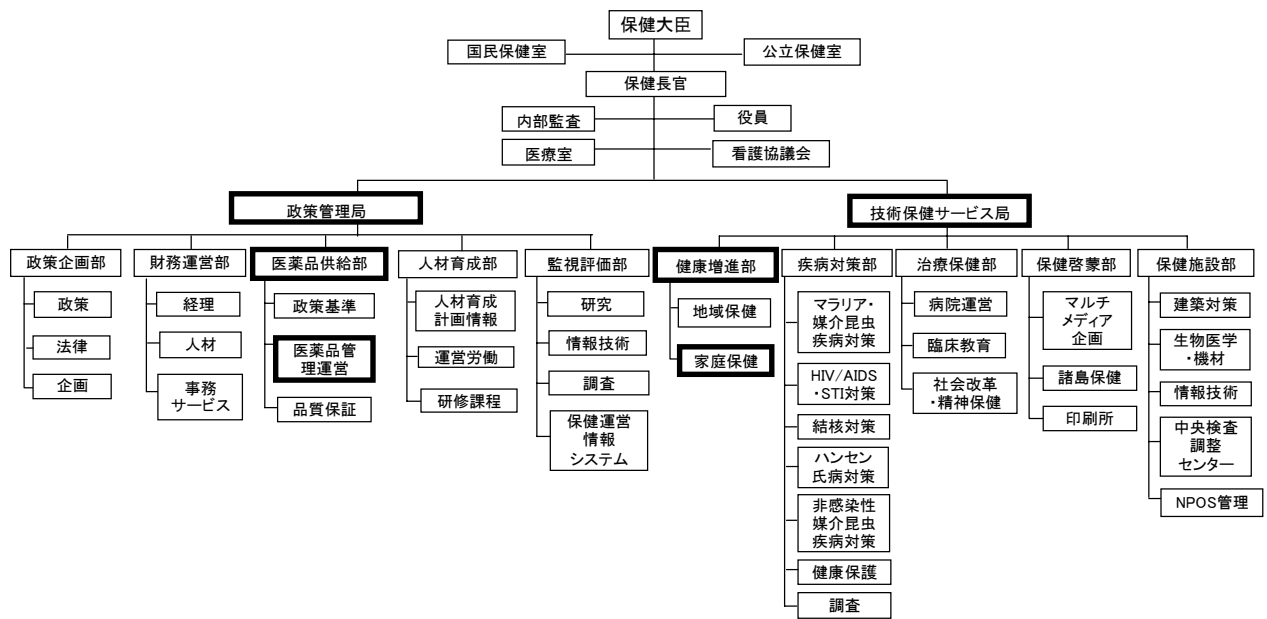 保健大臣
国民保健室
公立保健室
保健長官
内部監査
役員
医療室
看護協議会
政策管理局
技術保健サービス局
政策企画部
財務運営部
医薬品供給部
人材育成部
監視評価部
健康増進部
疾病対策部
治療保健部
保健啓蒙部
保健施設部
政策
法律
企画
経理
人材
事務
サービス
政策基準
医薬品管
理運営
品質保証
人材育成
計画情報
運営労働
研修課程
研究
情報技術
調査
保健運営
情報
システム
地域保健
家庭保健
マラリア・
媒介昆虫
疾病対策
HIV/AIDS
・STI対策
結核対策
ハンセン
氏病対策
非感染性
媒介昆虫
疾病対策
健康保護
調査
病院運営
臨床教育
社会改革
・精神保健
マルチ
メディア
企画
諸島保健
印刷所
建築対策
生物医学
・機材
情報技術
中央検査
調整
センター
NPOS管理